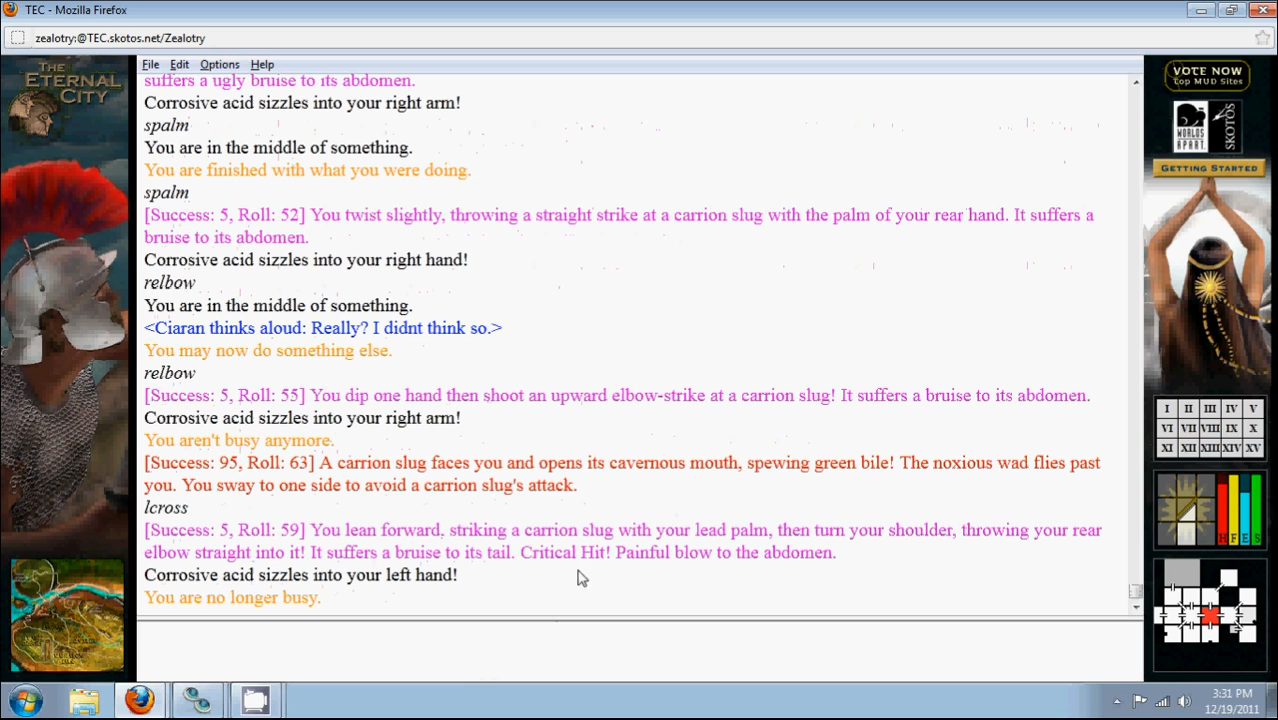 TEC - Mozilla Firefox
zealotry:@TEC.skotos.net/Zealotry
THE
ETERNAL
CITY
File Edit Options Help
suffers a ugly bruise to its abdomen.
Corrosive acid sizzles into your right arm!
spalm
You are in the middle of something.
You are finished with what you were doing.
spalm
[Success: 5, Roll: 52] You twist slightly, throwing a straight strike at a carrion slug with the palm of your rear hand. It suffers a
bruise to its abdomen.
Corrosive acid sizzles into your right hand!
relbow
You are in the middle of something.
<Ciaran thinks aloud: Really? I didnt think so.>
You may now do something else.
relbow
[Success: 5, Roll: 55] You dip one hand then shoot an upward elbow-strike at a carrion slug! It suffers a bruise to its abdomen.
Corrosive acid sizzles into your right arm!
You aren't busy anymore.
[Success: 95, Roll: 63] A carrion slug faces you and opens its cavernous mouth, spewing green bile! The noxious wad flies past
you. You sway to one side to avoid a carrion slug's attack.
lcross
[Success: 5, Roll: 59] You lean forward, striking a carrion slug with your lead palm, then turn your shoulder, throwing your rear
elbow straight into it! It suffers a bruise to its tail. Critical Hit! Painful blow to the abdomen.
Corrosive acid sizzles into your left hand!
You are no longer busy.
VOTE NOW
Top MUD Sites
WORLDS
APART
SKOTOS
GETTING STARTED
I II III IV V
VI VII VIII IX X
XI XII XIII XIV XV
H F E S
3:31 PM
12/19/2011